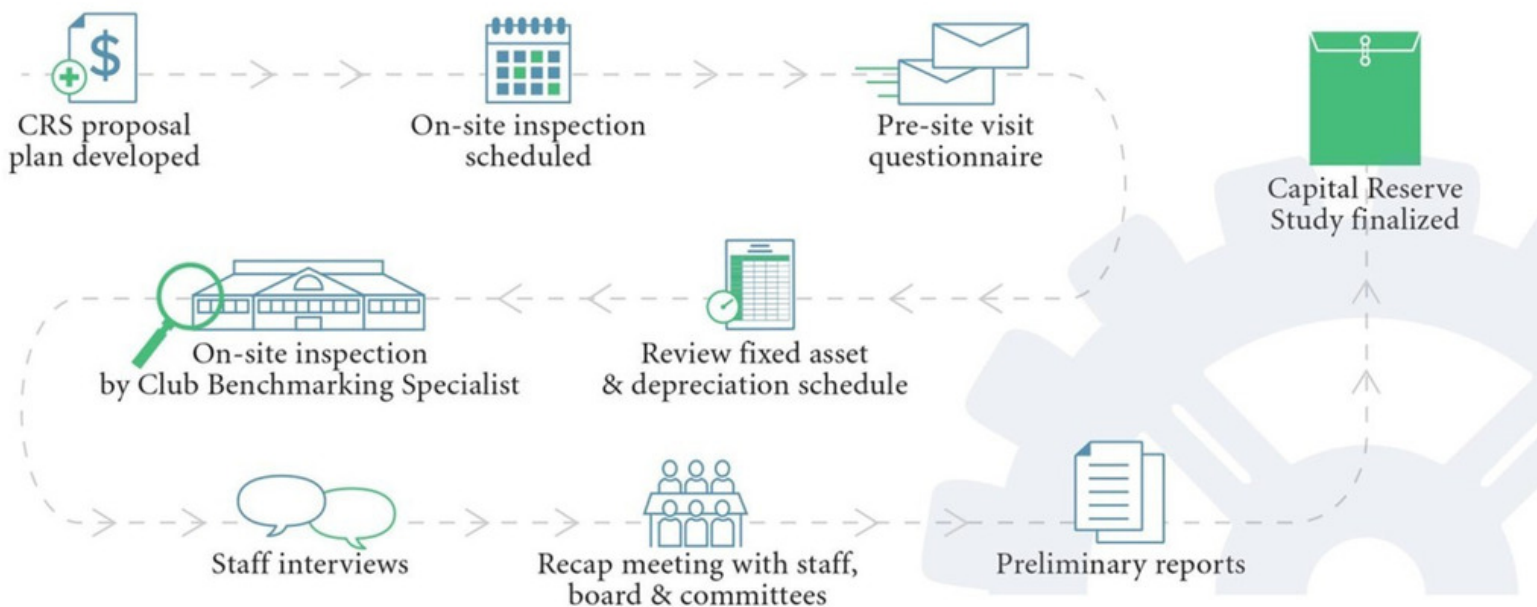 CRS proposal
plan developed
On-site inspection
scheduled
Pre-site visit
questionnaire
Review fixed asset
& depreciation schedule
On-site inspection
by Club Benchmarking Specialist
Staff interviews
Recap meeting with staff,
board & committees
Preliminary reports
Capital Reserve
Study finalized